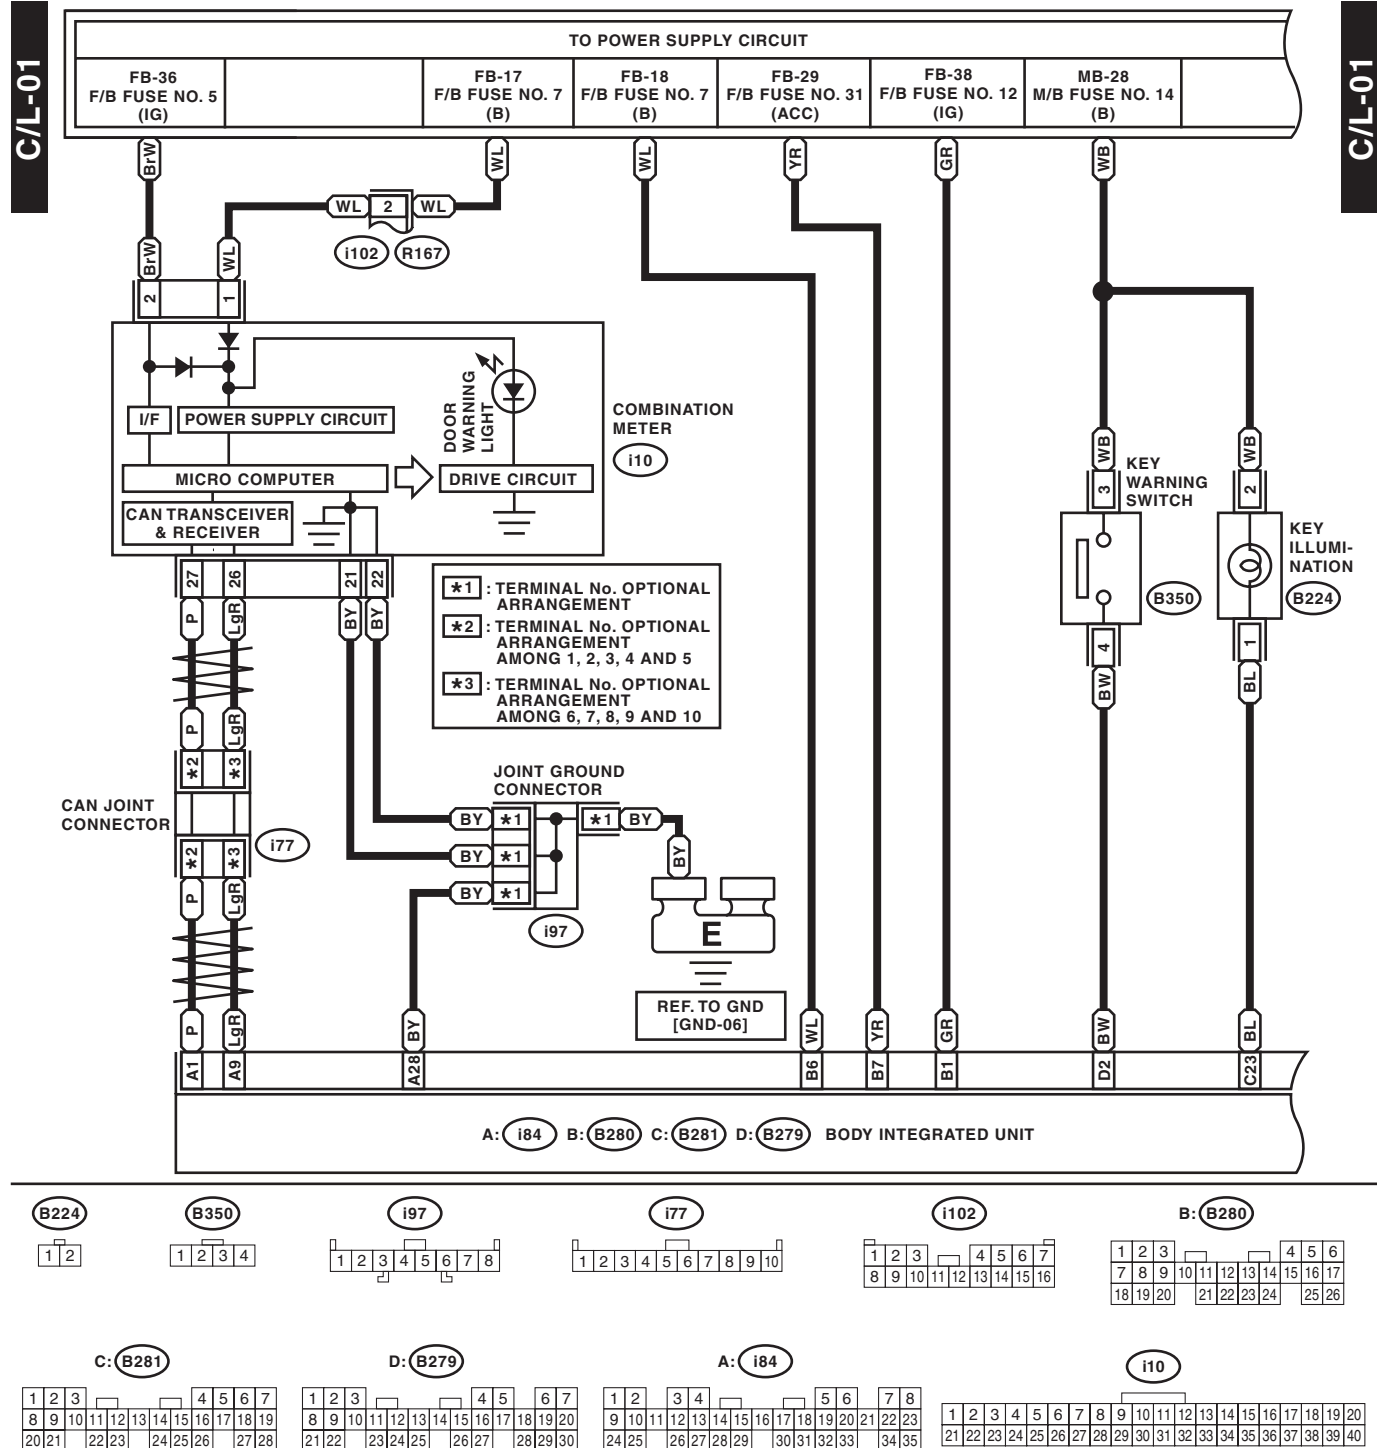 C/L-01
C/L-01
TO POWER SUPPLY CIRCUIT
FB-36
F/B FUSE NO. 5
(IG)
FB-17
F/B FUSE NO. 7
(B)
FB-18
F/B FUSE NO. 7
(B)
FB-29
F/B FUSE NO. 31
(ACC)
FB-38
F/B FUSE NO. 12
(IG)
MB-28
M/B FUSE NO. 14
(B)
BrW
WL
WL
YR
GR
WB
WL 2 WL
i102 R167
BrW
WL
2
1
I/F
POWER SUPPLY CIRCUIT
DOOR
WARNING
LIGHT
MICRO COMPUTER
DRIVE CIRCUIT
CAN TRANSCEIVER
& RECEIVER
COMBINATION
METER
i10
WB
WB
3
2
KEY
WARNING
SWITCH
KEY
ILLUMI-
NATION
B350
B224
4
1
BW
BL
27
26
21
22
P
LgR
BY
BY
*1 : TERMINAL No. OPTIONAL
ARRANGEMENT
*2 : TERMINAL No. OPTIONAL
ARRANGEMENT
AMONG 1, 2, 3, 4 AND 5
*3 : TERMINAL No. OPTIONAL
ARRANGEMENT
AMONG 6, 7, 8, 9 AND 10
P
LgR
*2
*3
CAN JOINT
CONNECTOR
i77
*2
*3
P
LgR
JOINT GROUND
CONNECTOR
BY *1 *1 BY
BY *1
BY *1
BY
i97
E
REF. TO GND
[GND-06]
P
LgR
BY
WL
YR
GR
BW
BL
A1
A9
A28
B6
B7
B1
D2
C23
A: i84 B: B280 C: B281 D: B279 BODY INTEGRATED UNIT
B224
1 2
B350
1 2 3 4
i97
1 2 3 4 5 6 7 8
i77
1 2 3 4 5 6 7 8 9 10
i102
1 2 3 4 5 6 7
8 9 10 11 12 13 14 15 16
B: B280
1 2 3 4 5 6
7 8 9 10 11 12 13 14 15 16 17
18 19 20 21 22 23 24 25 26
C: B281
1 2 3 4 5 6 7
8 9 10 11 12 13 14 15 16 17 18 19
20 21 22 23 24 25 26 27 28
D: B279
1 2 3 4 5 6 7
8 9 10 11 12 13 14 15 16 17 18 19 20
21 22 23 24 25 26 27 28 29 30
A: i84
1 2 3 4 5 6 7 8
9 10 11 12 13 14 15 16 17 18 19 20 21 22 23
24 25 26 27 28 29 30 31 32 33 34 35
i10
1 2 3 4 5 6 7 8 9 10 11 12 13 14 15 16 17 18 19 20
21 22 23 24 25 26 27 28 29 30 31 32 33 34 35 36 37 38 39 40